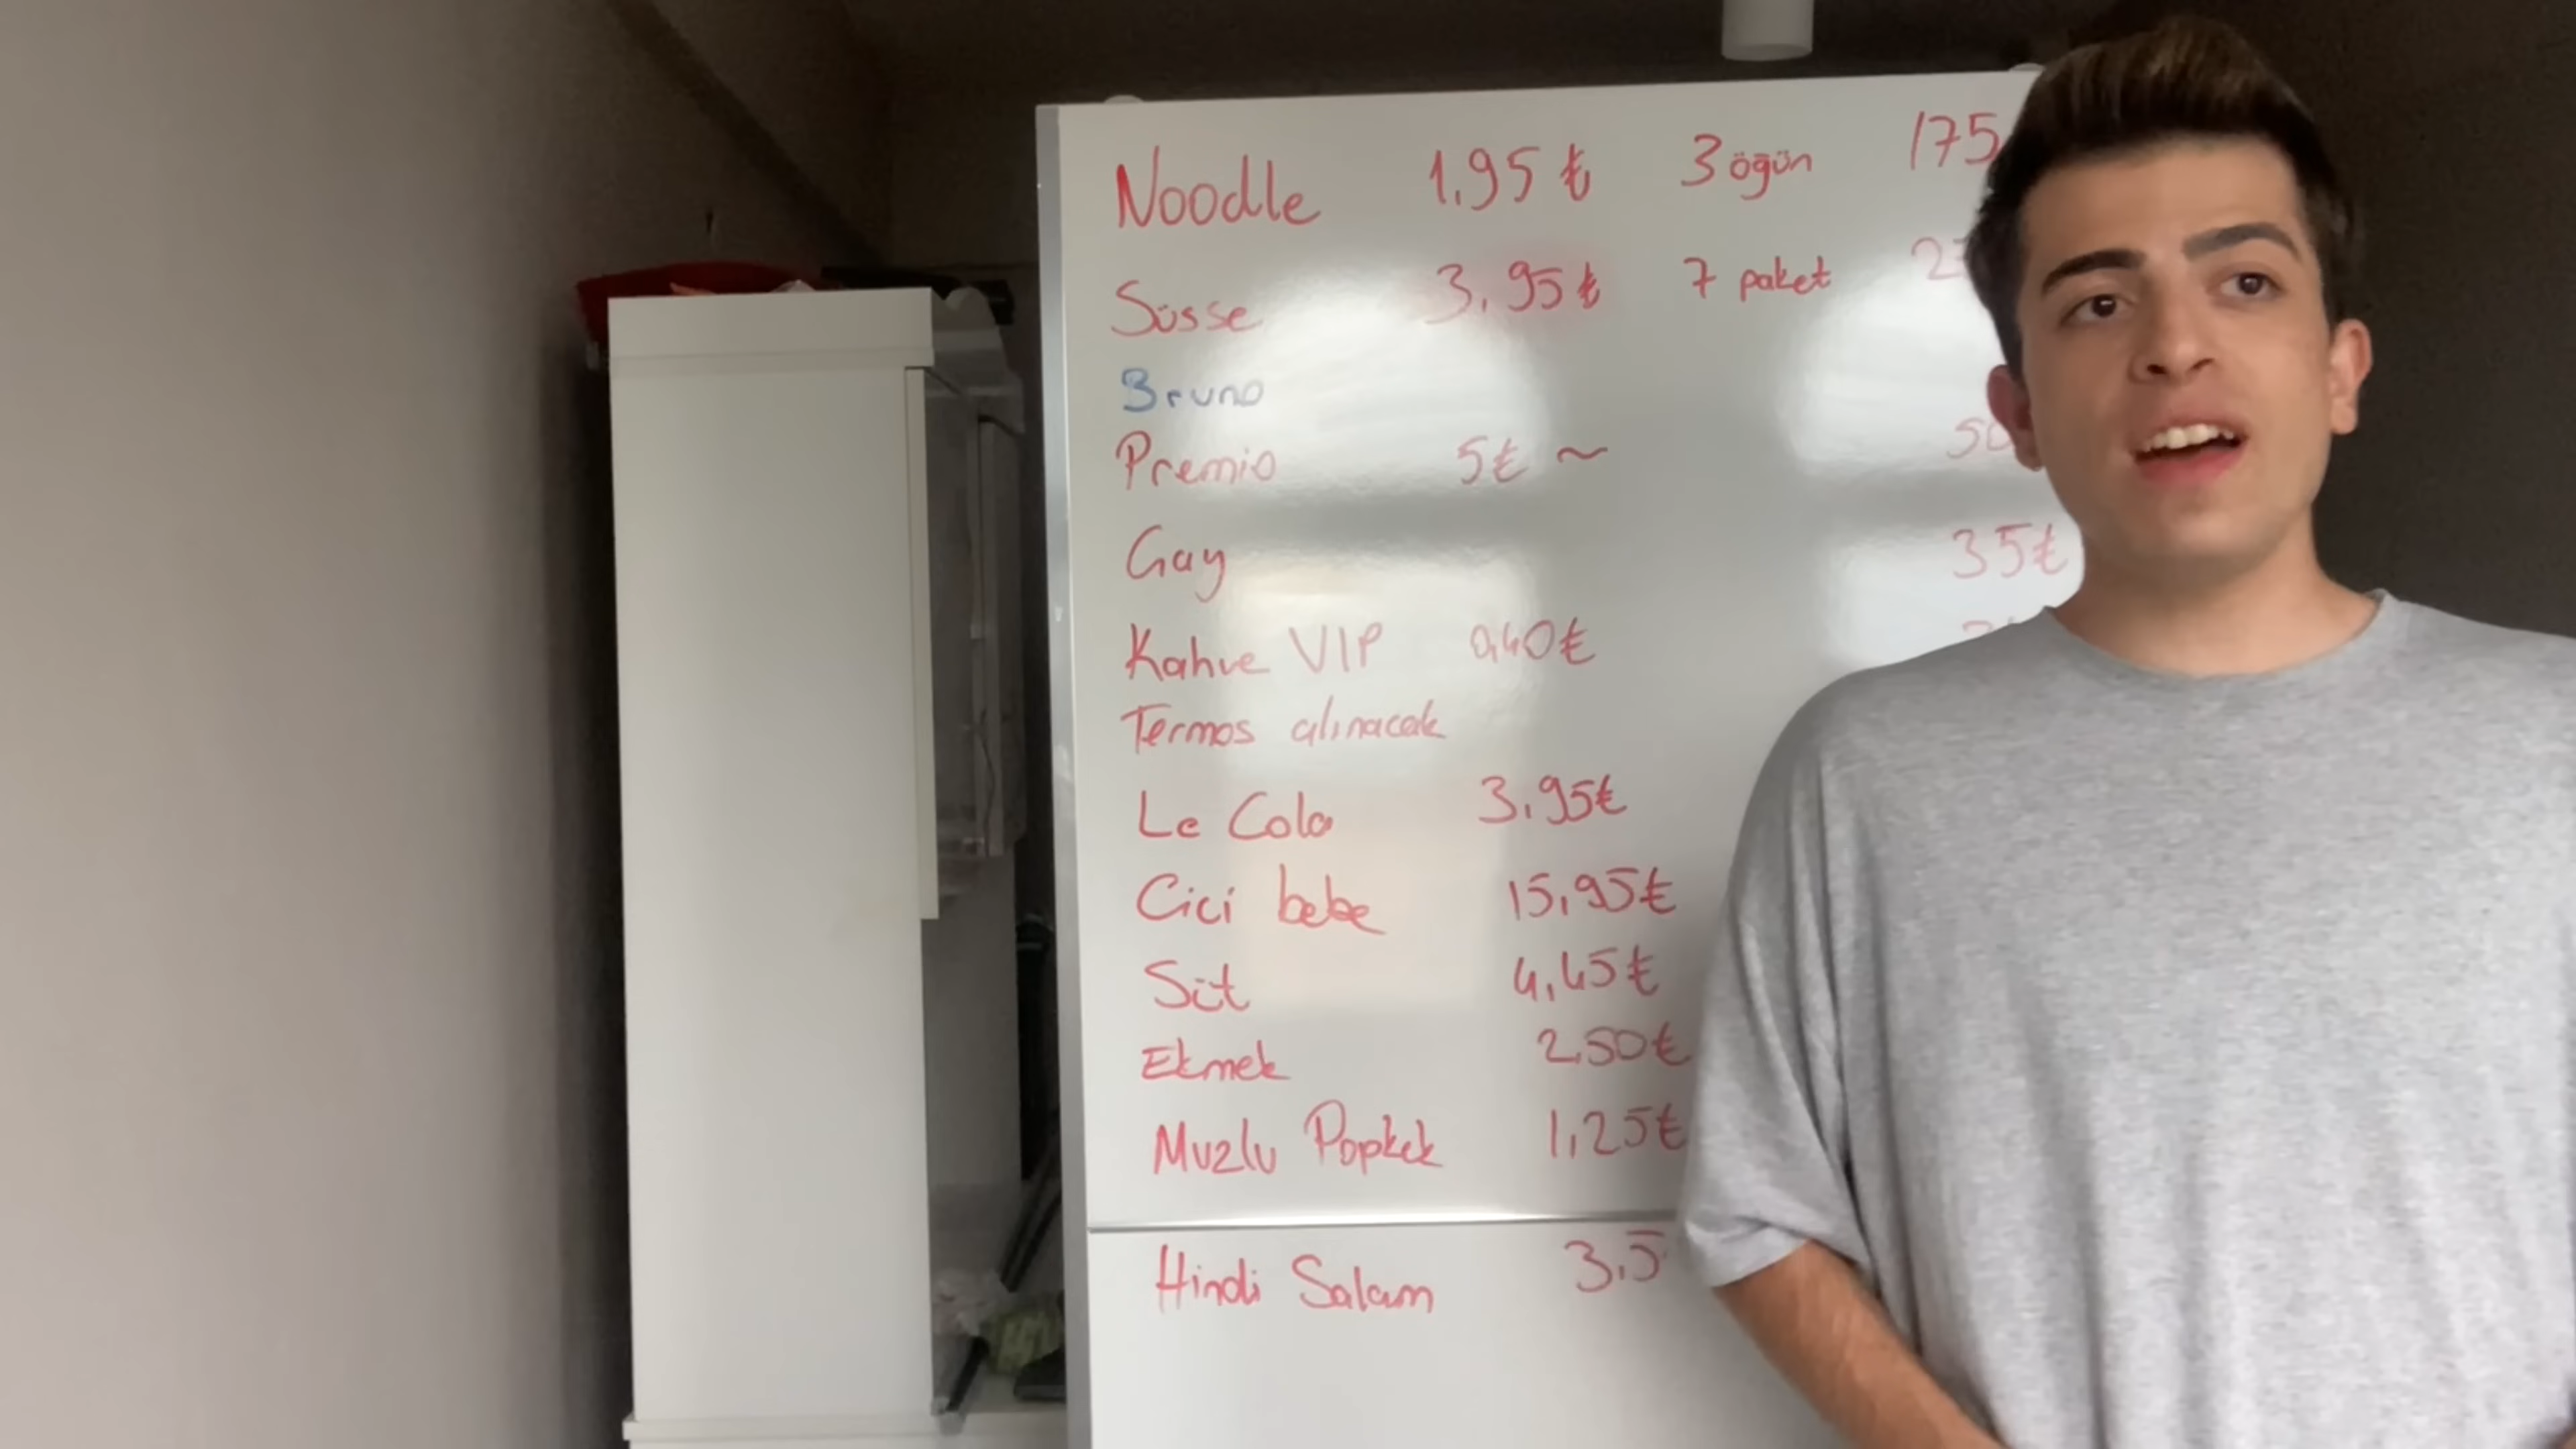 Noodle 1.95 ₺ 3 öğün 175
Süsse 3.95 ₺ 7 paket
Bruno
Premio 5₺ ~
Gay 35₺
Kahve VIP 0,40₺
Termos alınacak
Le Cola 3.95₺
Cici bebe 15,95₺
Süt 4,45₺
Ekmek 2.50₺
Muzlu Popkek 1,25₺
Hindi Salam 3.5